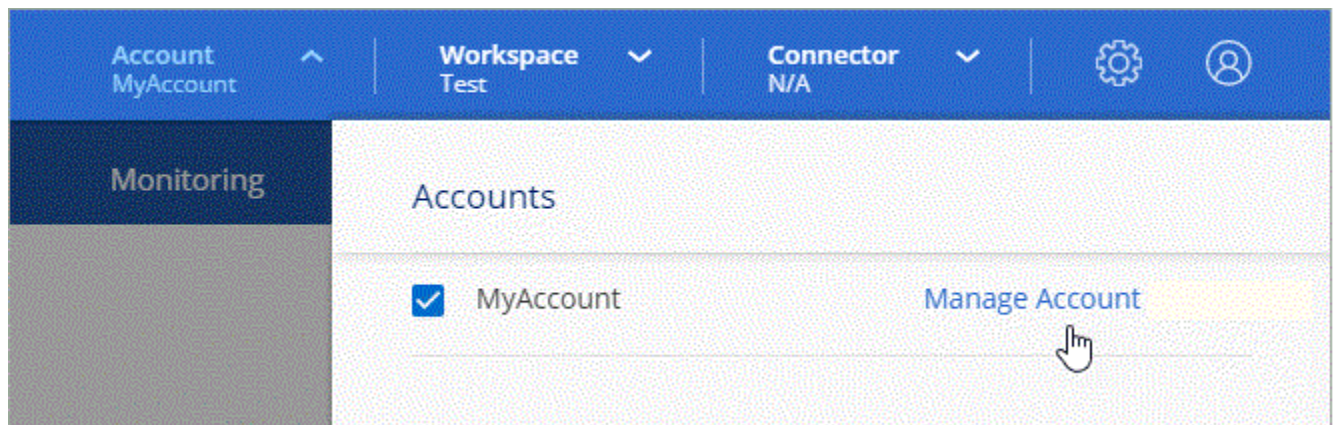 Account
MyAccount
Workspace
Test
Connector
N/A
Monitoring
Accounts
MyAccount
Manage Account